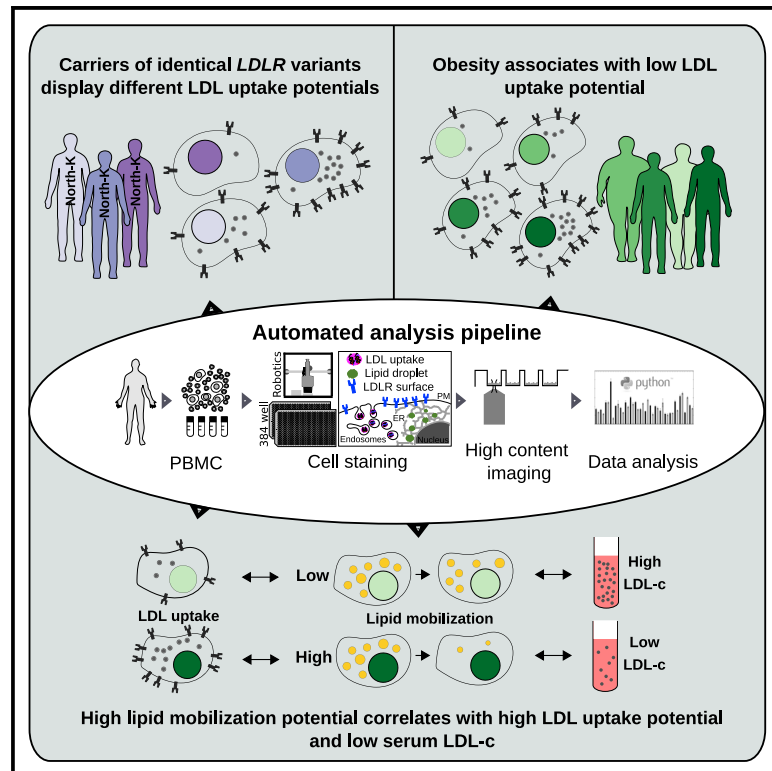 Carriers of identical LDLR variants
display different LDL uptake potentials
Obesity associates with low LDL
uptake potential
North-K
North-K
North-K
Automated analysis pipeline
Robotics
384 well
LDL uptake
Lipid droplet
LDLR surface
PM
ER
Endosomes
Nucleus
python
PBMC
Cell staining
High content
imaging
Data analysis
LDL uptake
Low
High
Lipid mobilization
High
LDL-c
Low
LDL-c
High lipid mobilization potential correlates with high LDL uptake potential
and low serum LDL-c